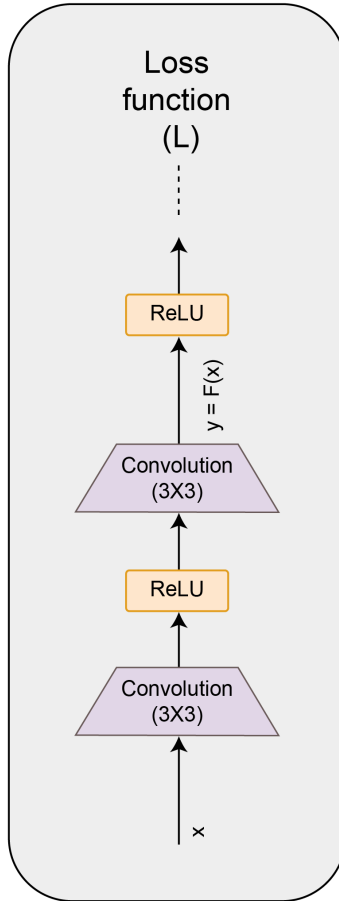 Loss
function
(L)
ReLU
y = F(x)
Convolution
(3X3)
ReLU
Convolution
(3X3)
x